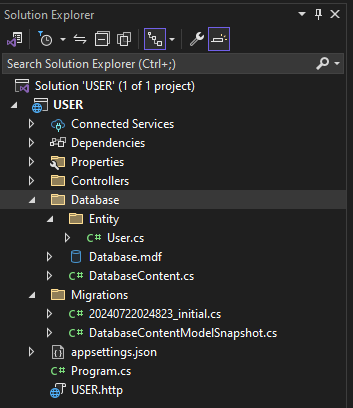 Solution Explorer
Search Solution Explorer (Ctrl+;)
Solution 'USER' (1 of 1 project)
USER
Connected Services
Dependencies
Properties
Controllers
Database
Entity
C# User.cs
Database.mdf
C# DatabaseContent.cs
Migrations
C# 20240722024823_initial.cs
C# DatabaseContentModelSnapshot.cs
appsettings.json
C# Program.cs
USER.http